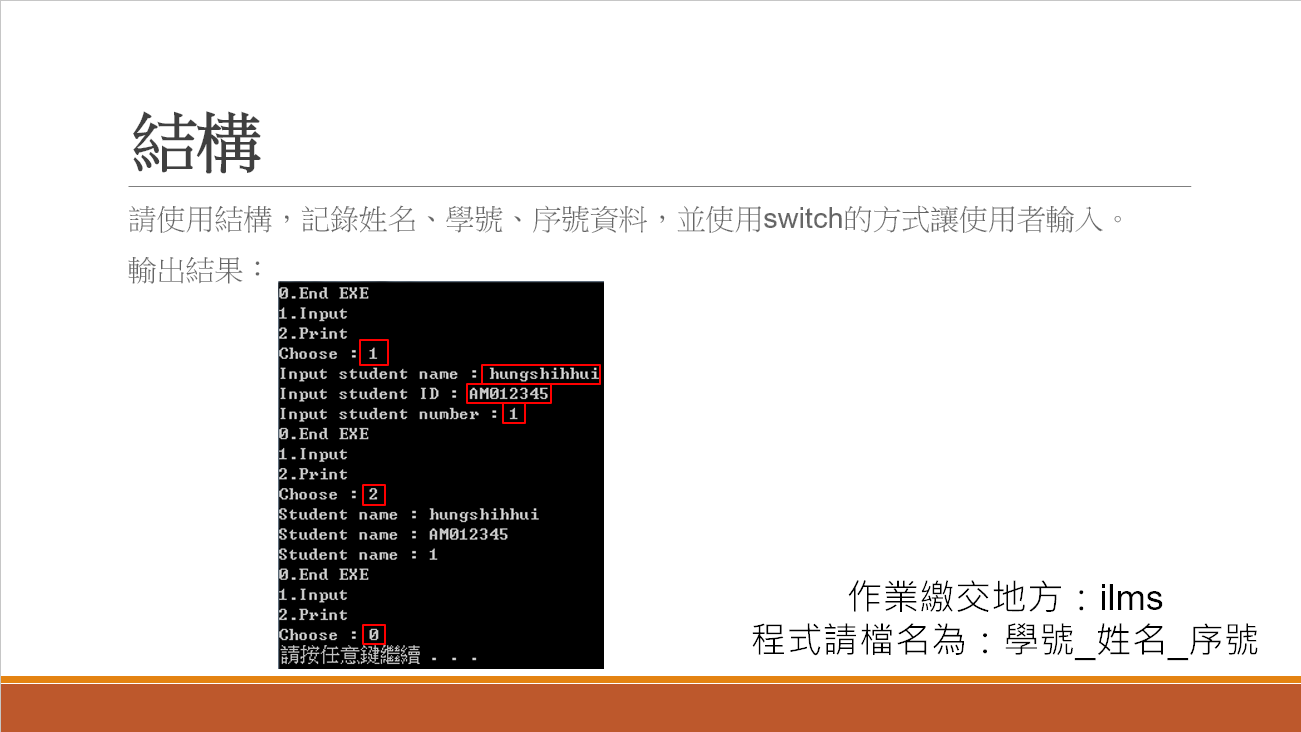 結構
請使用結構，記錄姓名、學號、序號資料，並使用switch的方式讓使用者輸入。
輸出結果：
0.End EXE
1.Input
2.Print
Choose : 1
Input student name : hungshihhui
Input student ID : AM012345
Input student number : 1
0.End EXE
1.Input
2.Print
Choose : 2
Student name : hungshihhui
Student name : AM012345
Student name : 1
0.End EXE
1.Input
2.Print
Choose : 0
請按任意鍵繼續 . . .
作業繳交地方：ilms
程式請檔名為：學號_姓名_序號